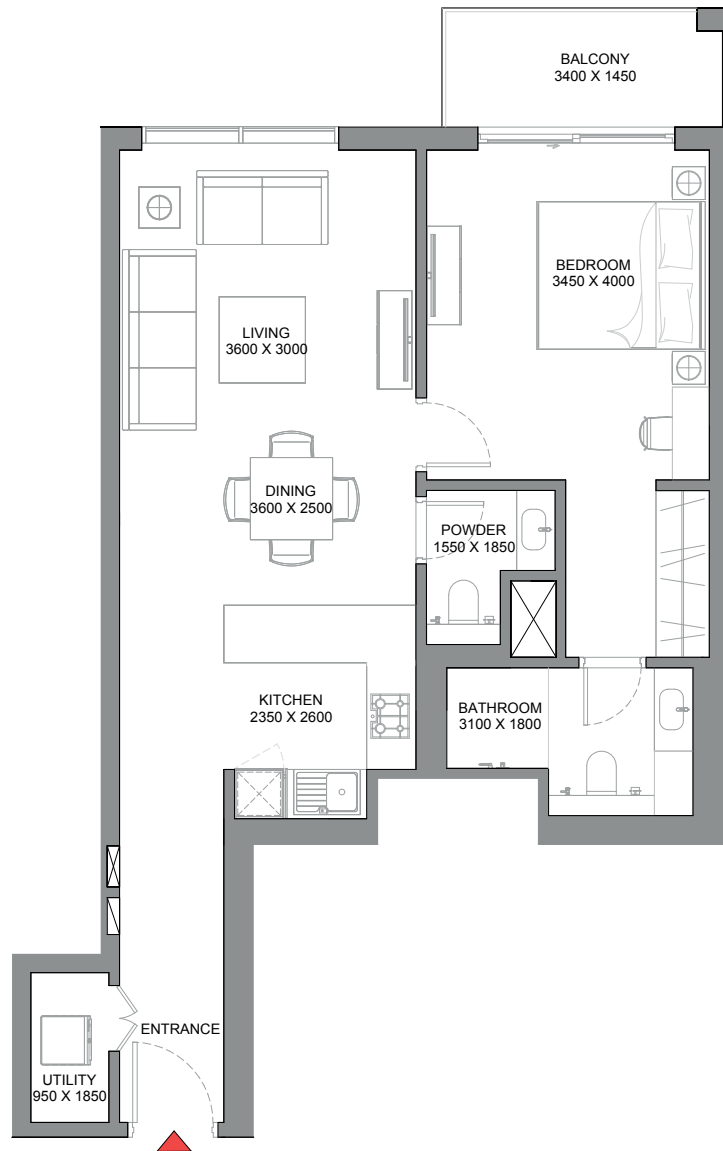 BALCONY
3400 X 1450
BEDROOM
3450 X 4000
LIVING
3600 X 3000
DINING
3600 X 2500
POWDER
1550 X 1850
KITCHEN
2350 X 2600
BATHROOM
3100 X 1800
ENTRANCE
UTILITY
950 X 1850